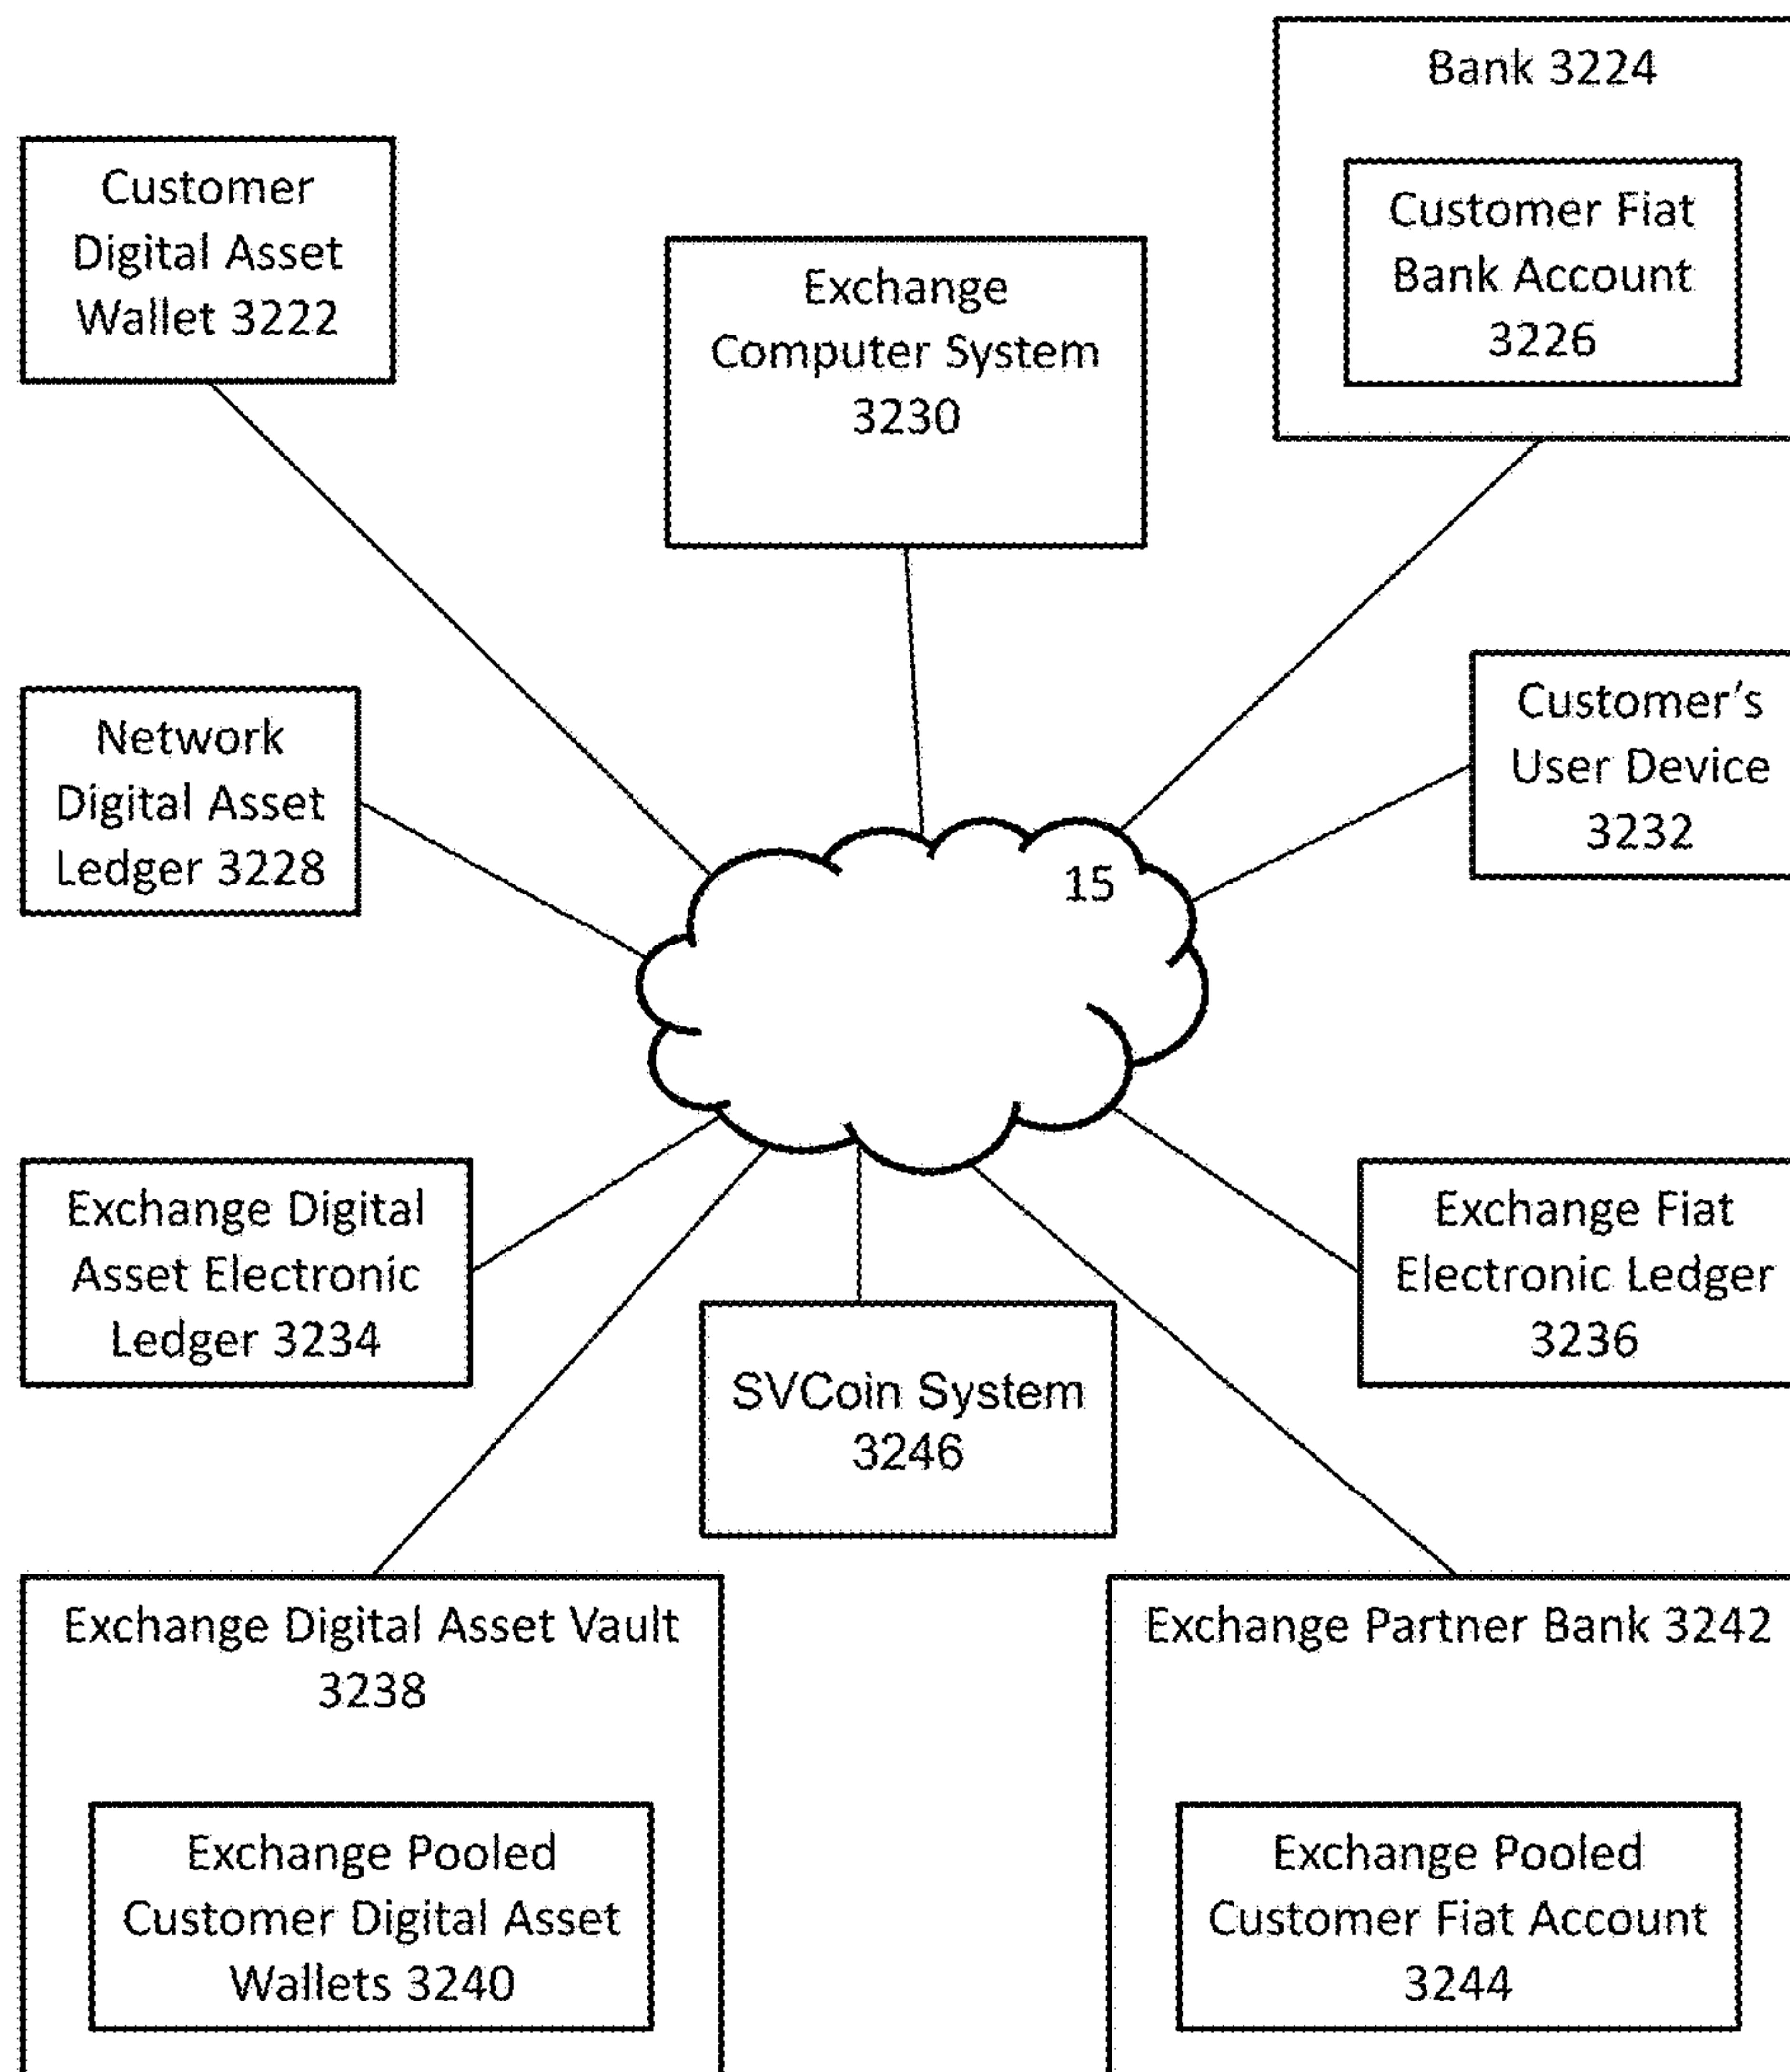 Bank 3224
Customer
Digital Asset
Wallet 3222
Customer Fiat
Bank Account
3226
Exchange
Computer System
3230
Network
Digital Asset
Ledger 3228
Customer’s
User Device
3232
15
Exchange Digital
Asset Electronic
Ledger 3234
Exchange Fiat
Electronic Ledger
3236
SVCoin System
3246
Exchange Digital Asset Vault
3238
Exchange Partner Bank 3242
Exchange Pooled
Customer Digital Asset
Wallets 3240
Exchange Pooled
Customer Fiat Account
3244